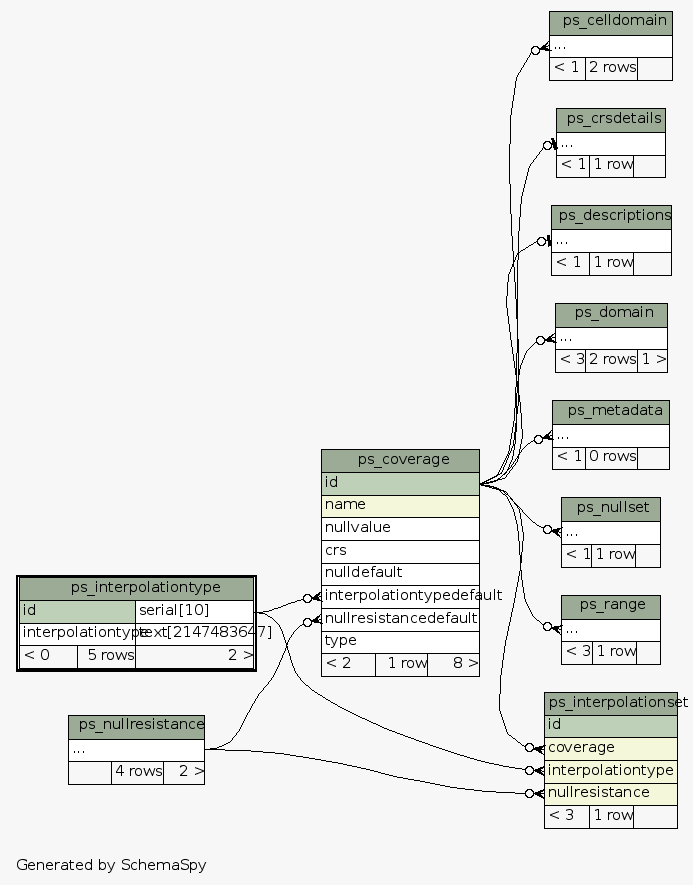 ps_celldomain
...
< 1 2 rows
ps_crsdetails
...
< 1 1 row
ps_descriptions
...
< 1 1 row
ps_domain
...
< 3 2 rows 1 >
ps_metadata
...
< 1 0 rows
ps_coverage
id
name
nullvalue
crs
nulldefault
interpolationtypedefault
nullresistancedefault
type
< 2 1 row 8 >
ps_nullset
...
< 1 1 row
ps_range
...
< 3 1 row
ps_interpolationtype
id serial[10]
interpolationtype text[2147483647]
< 0 5 rows 2 >
ps_nullresistance
...
4 rows 2 >
ps_interpolationset
id
coverage
interpolationtype
nullresistance
< 3 1 row
Generated by SchemaSpy